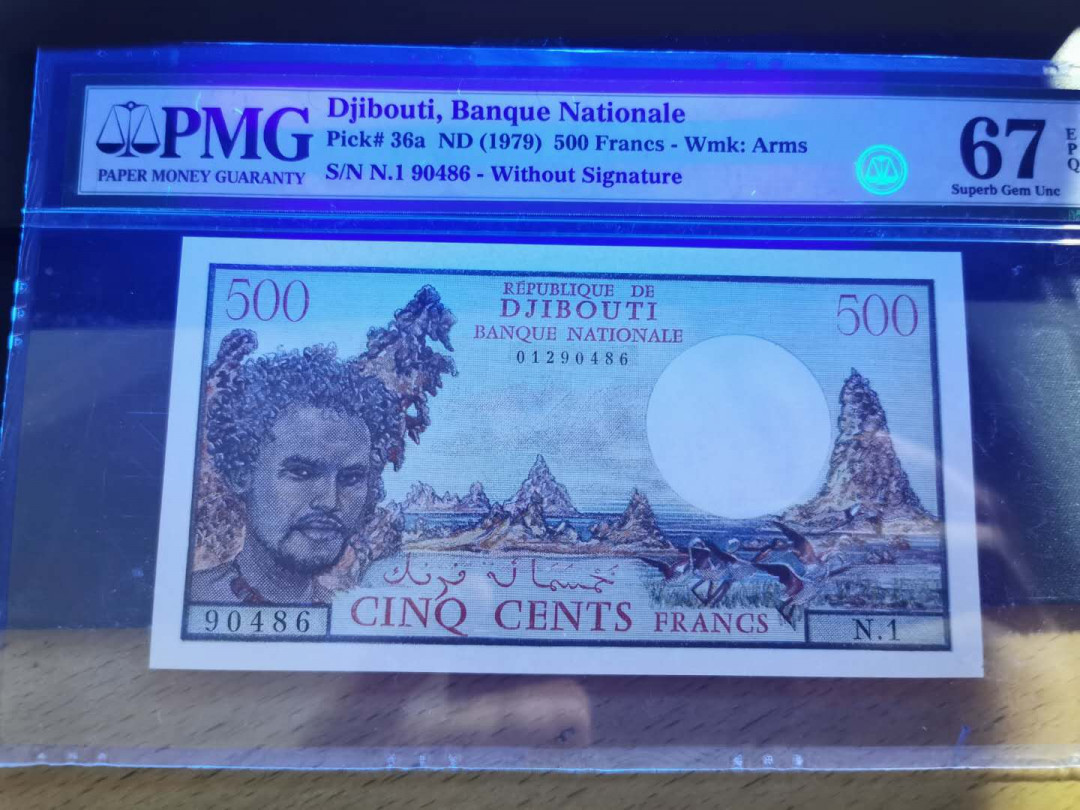 PMG
PAPER MONEY GUARANTY
Djibouti, Banque Nationale
Pick# 36a ND (1979) 500 Francs - Wmk: Arms
S/N N.1 90486 - Without Signature
67
Superb Gem Unc
E
P
Q
500
RÉPUBLIQUE DE
DJIBOUTI
BANQUE NATIONALE
01290486
500
خمسمائة فرنك
CINQ CENTS FRANCS
90486
N.1